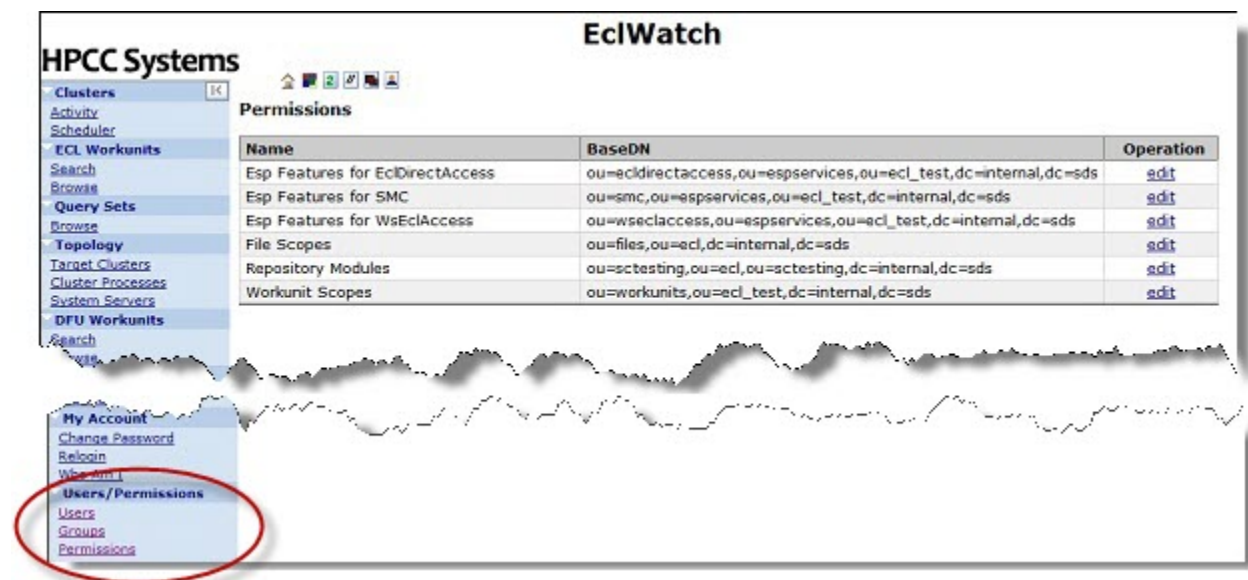 EclWatch
HPCC Systems
Clusters
Activity
Scheduler
ECL Workunits
Search
Browse
Query Sets
Browse
Topology
Target Clusters
Cluster Processes
System Servers
DFU Workunits
Search
Permissions
Name BaseDN Operation
Esp Features for EclDirectAccess ou=ecldirectaccess,ou=espservices,ou=ecl_test,dc=internal,dc=sds edit
Esp Features for SMC ou=smc,ou=espservices,ou=ecl_test,dc=internal,dc=sds edit
Esp Features for WsEclAccess ou=wseclaccess,ou=espservices,ou=ecl_test,dc=internal,dc=sds edit
File Scopes ou=files,ou=ecl,dc=internal,dc=sds edit
Repository Modules ou=sctesting,ou=ecl,ou=sctesting,dc=internal,dc=sds edit
Workunit Scopes ou=workunits,ou=ecl_test,dc=internal,dc=sds edit
My Account
Change Password
Relogin
Who Am I
Users/Permissions
Users
Groups
Permissions